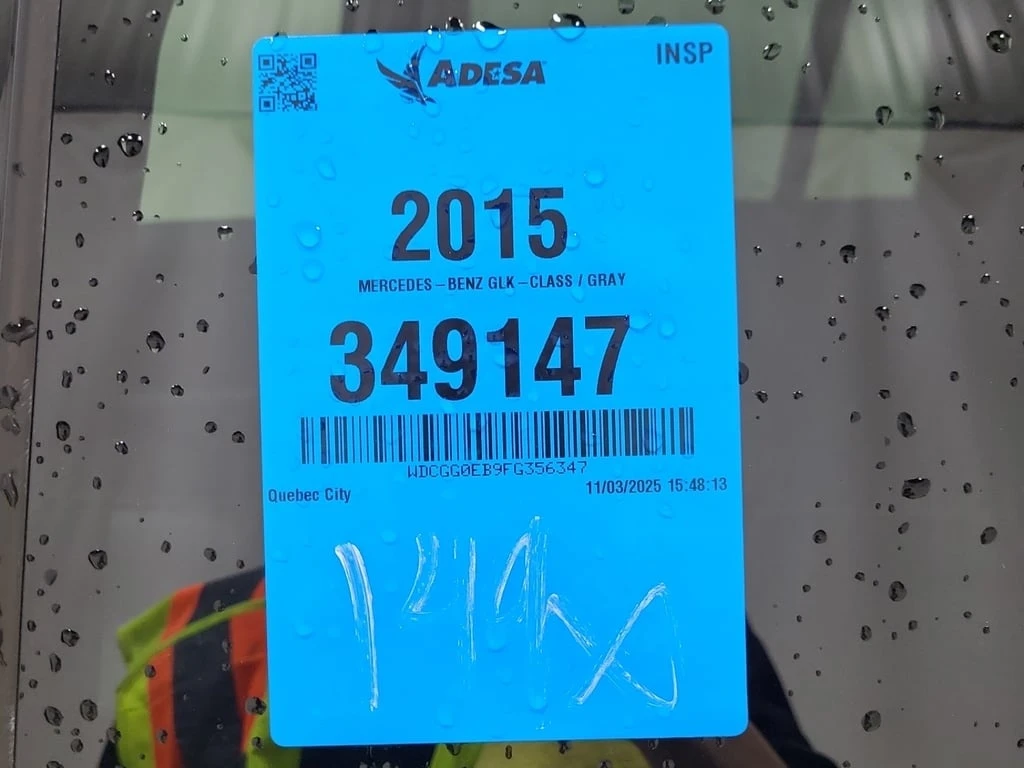 ADESA
INSP
2015
MERCEDES-BENZ GLK-CLASS / GRAY
349147
WDCGG0EB9FG356347
Quebec City
11/03/2025 15:48:13